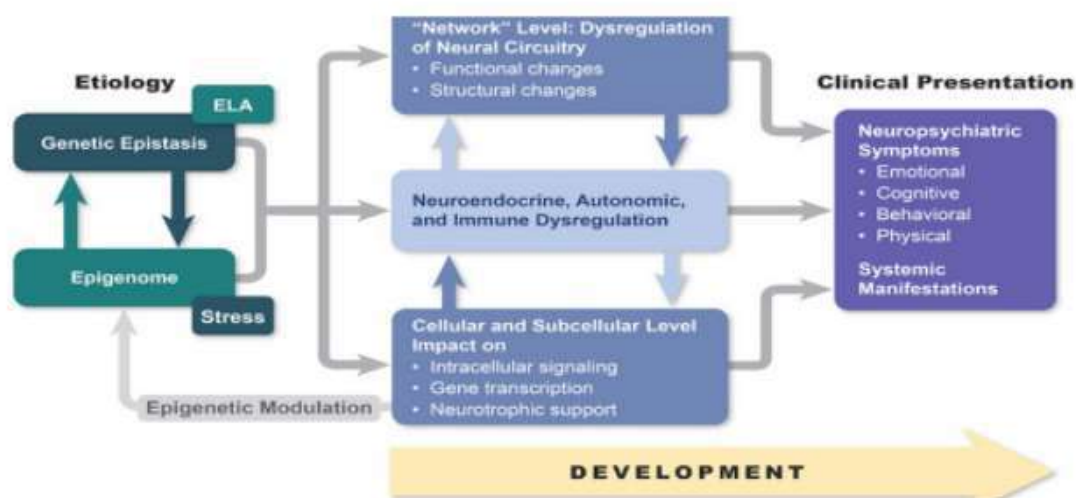 Etiology
ELA
Genetic Epistasis
Epigenome
Stress
Epigenetic Modulation
“Network” Level: Dysregulation
of Neural Circuitry
• Functional changes
• Structural changes
Neuroendocrine, Autonomic,
and Immune Dysregulation
Cellular and Subcellular Level
Impact on
• Intracellular signaling
• Gene transcription
• Neurotrophic support
Clinical Presentation
Neuropsychiatric
Symptoms
• Emotional
• Cognitive
• Behavioral
• Physical
Systemic
Manifestations
DEVELOPMENT